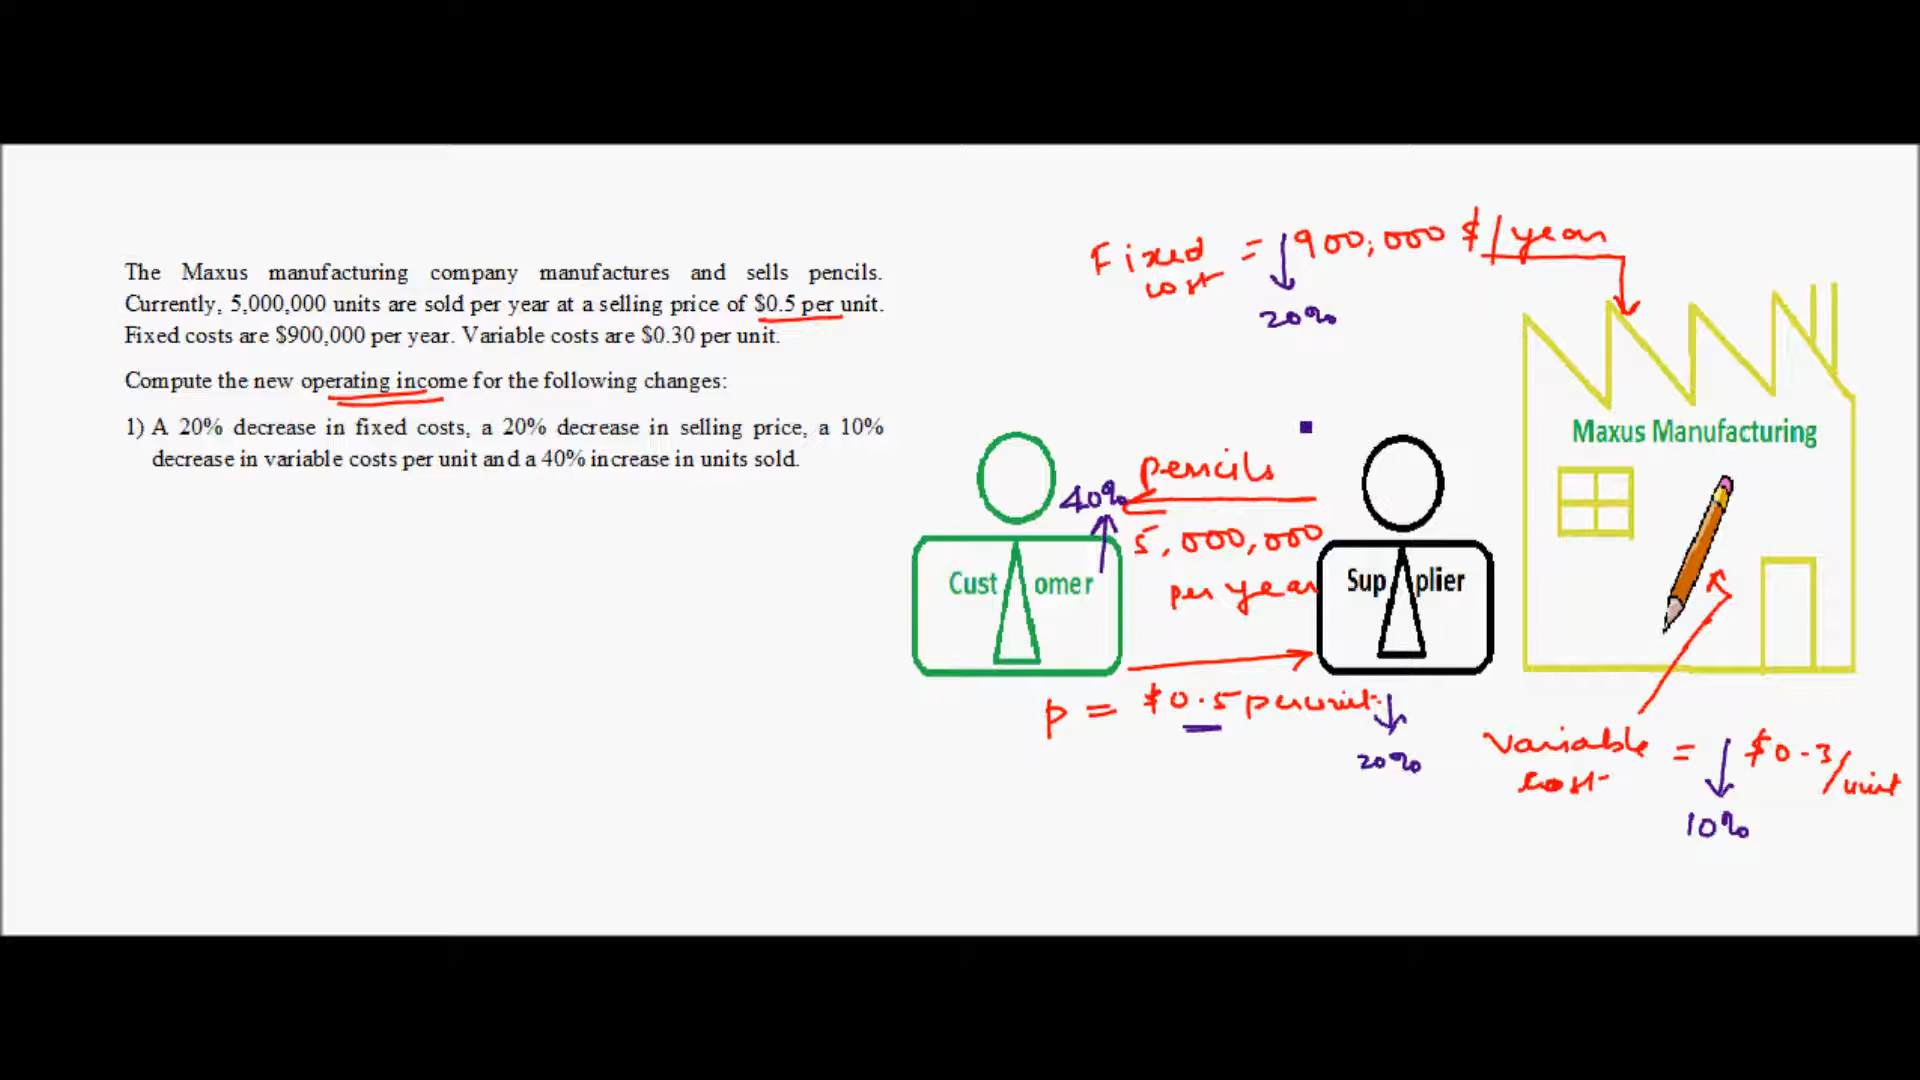 The Maxus manufacturing company manufactures and sells pencils.
Currently, 5,000,000 units are sold per year at a selling price of $0.5 per unit.
Fixed costs are $900,000 per year. Variable costs are $0.30 per unit.
Compute the new operating income for the following changes:
1) A 20% decrease in fixed costs, a 20% decrease in selling price, a 10%
decrease in variable costs per unit and a 40% increase in units sold.
Fixed cost = 900,000 $/year
20%
Maxus Manufacturing
pencils
40%
5,000,000
per year
Customer
Supplier
p = $0.5 per unit
20%
Variable cost = $0.3/unit
10%